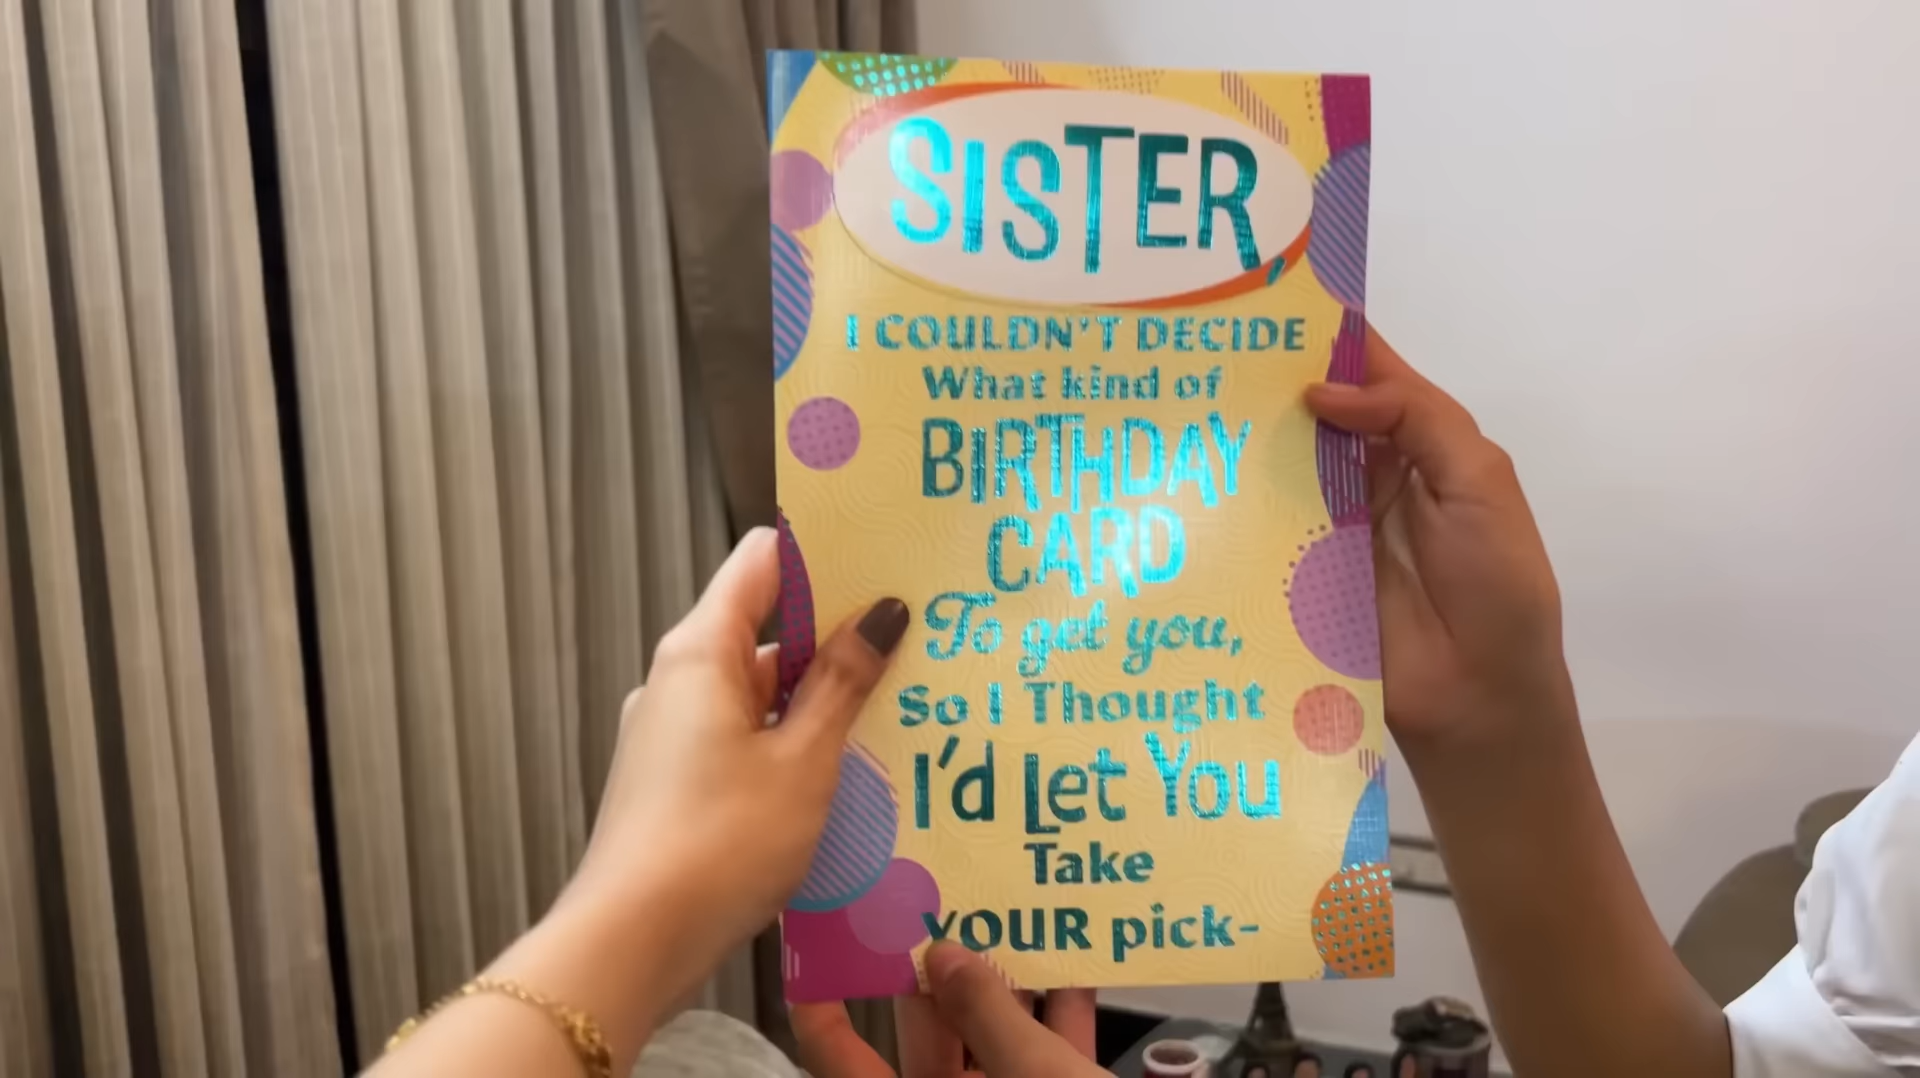 SISTER,
I COULDN'T DECIDE
What kind of
BIRTHDAY
CARD
To get you,
So I Thought
I'd Let You
Take
YOUR pick-